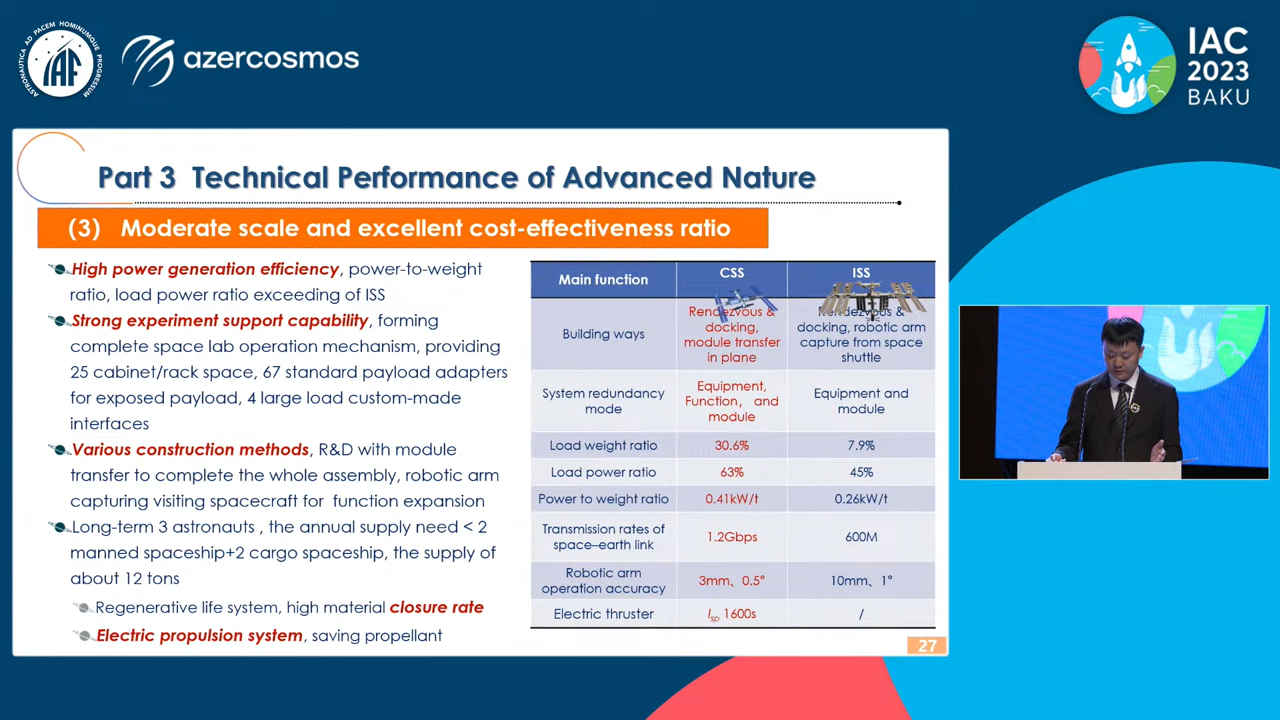 ASTRONAUTICA AD PACEM HOMINUMQUE PROGRESSUM
IAF
azercosmos
IAC
2023
BAKU
Part 3 Technical Performance of Advanced Nature
(3) Moderate scale and excellent cost-effectiveness ratio
High power generation efficiency, power-to-weight
ratio, load power ratio exceeding of ISS
Strong experiment support capability, forming
complete space lab operation mechanism, providing
25 cabinet/rack space, 67 standard payload adapters
for exposed payload, 4 large load custom-made
interfaces
Various construction methods, R&D with module
transfer to complete the whole assembly, robotic arm
capturing visiting spacecraft for function expansion
Long-term 3 astronauts , the annual supply need < 2
manned spaceship+2 cargo spaceship, the supply of
about 12 tons
Regenerative life system, high material closure rate
Electric propulsion system, saving propellant
Main function
CSS
ISS
Building ways
Rendezvous &
docking,
module transfer
in plane
Rendezvous &
docking, robotic arm
capture from space
shuttle
System redundancy
mode
Equipment,
Function， and
module
Equipment and
module
Load weight ratio
30.6%
7.9%
Load power ratio
63%
45%
Power to weight ratio
0.41kW/t
0.26kW/t
Transmission rates of
space–earth link
1.2Gbps
600M
Robotic arm
operation accuracy
3mm、0.5°
10mm、1°
Electric thruster
Isp 1600s
/
27